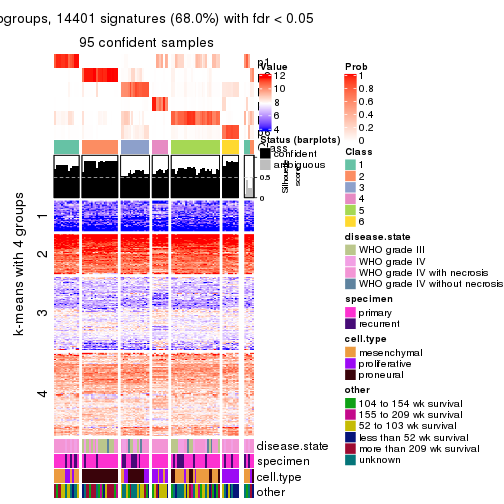 ogroups, 14401 signatures (68.0%) with fdr < 0.05
95 confident samples
k-means with 4 groups
1
2
3
4
p1
Class
1
0.5
0
Silhouette
score
disease.state
specimen
cell.type
other
Value
12
10
8
6
4
Status (barplots)
confident
ambiguous
Prob
1
0.8
0.6
0.4
0.2
0
Class
1
2
3
4
5
6
disease.state
WHO grade III
WHO grade IV
WHO grade IV with necrosis
WHO grade IV without necrosis
specimen
primary
recurrent
cell.type
mesenchymal
proliferative
proneural
other
104 to 154 wk survival
155 to 209 wk survival
52 to 103 wk survival
less than 52 wk survival
more than 209 wk survival
unknown